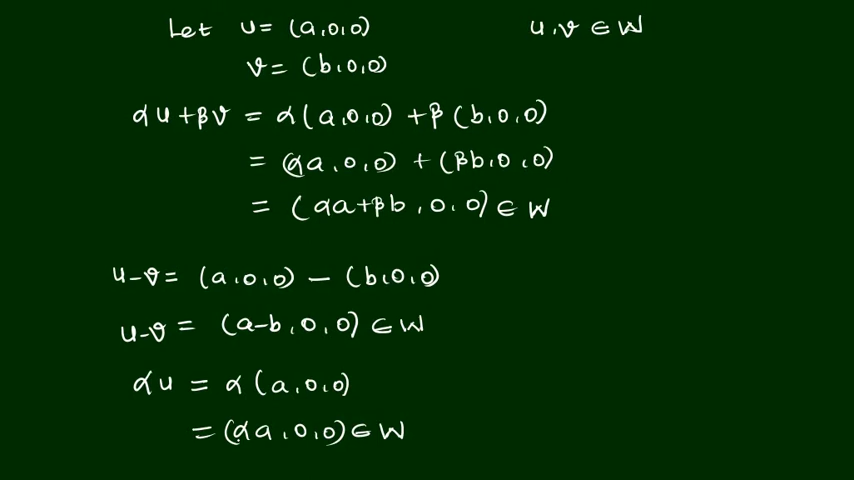 Let u = (a,0,0) u,v ∈ W
v = (b,0,0)
αu+βv = α(a,0,0) + β(b,0,0)
= (αa,0,0) + (βb,0,0)
= (αa+βb,0,0) ∈ W
u-v = (a,0,0) - (b,0,0)
u-v = (a-b,0,0) ∈ W
αu = α(a,0,0)
= (αa,0,0) ∈ W